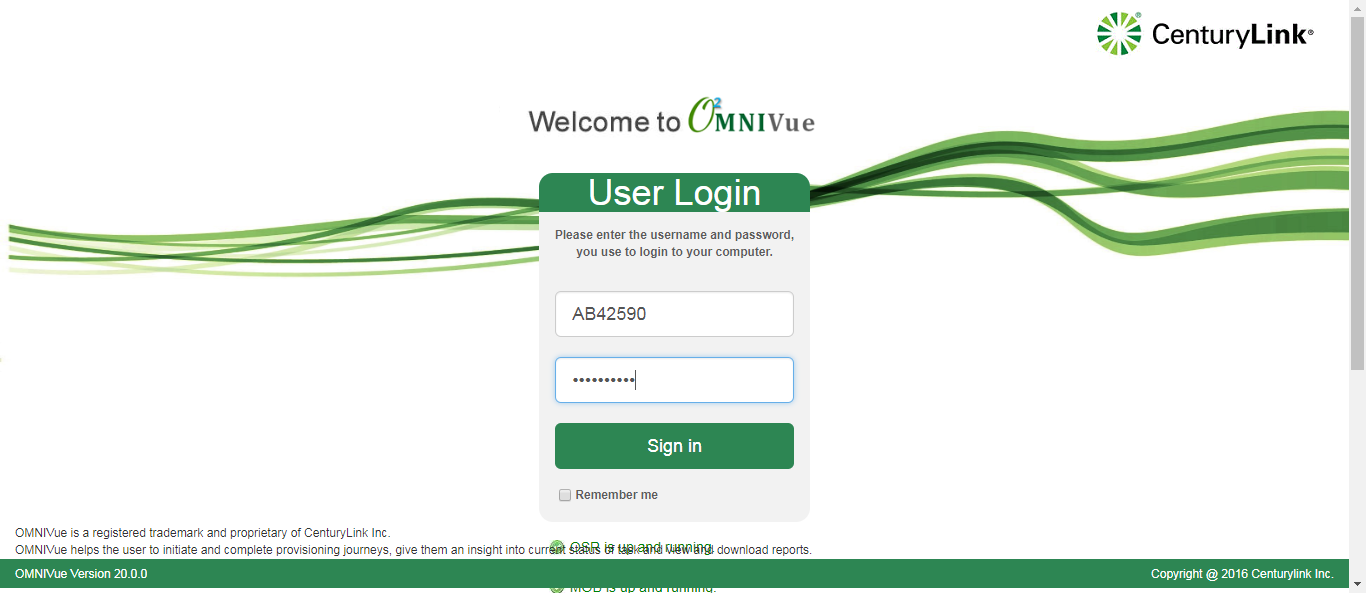 CenturyLink®
Welcome to O2MNIVue
User Login
Please enter the username and password,
you use to login to your computer.
AB42590
••••••••••
Sign in
Remember me
OMNIVue is a registered trademark and proprietary of CenturyLink Inc.
OSR is up and running.
OMNIVue helps the user to initiate and complete provisioning journeys, give them an insight into current status of task and view and download reports.
OMNIVue Version 20.0.0
Copyright @ 2016 Centurylink Inc.
MOB is up and running.